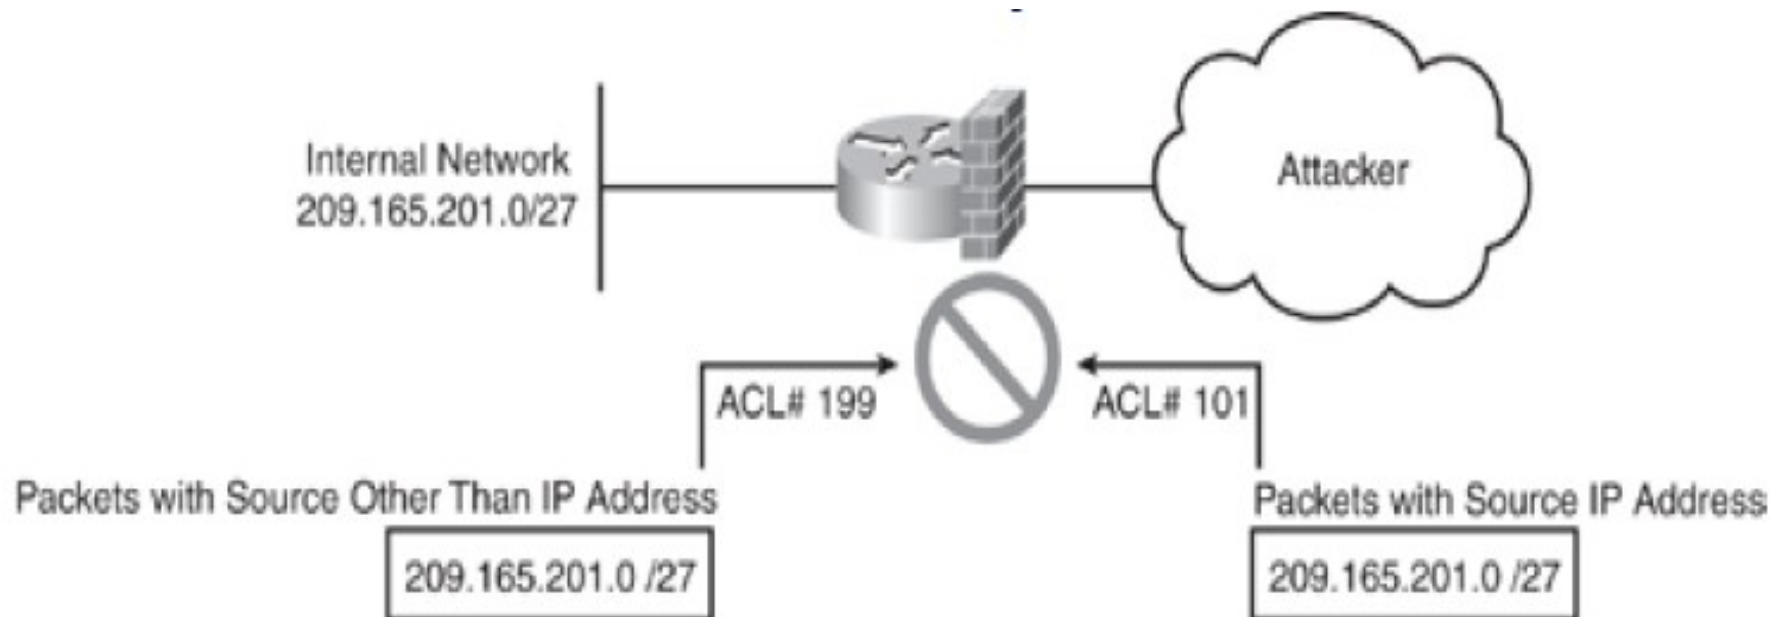 Internal Network
209.165.201.0/27
Attacker
ACL# 199
ACL# 101
Packets with Source Other Than IP Address
209.165.201.0 /27
Packets with Source IP Address
209.165.201.0 /27